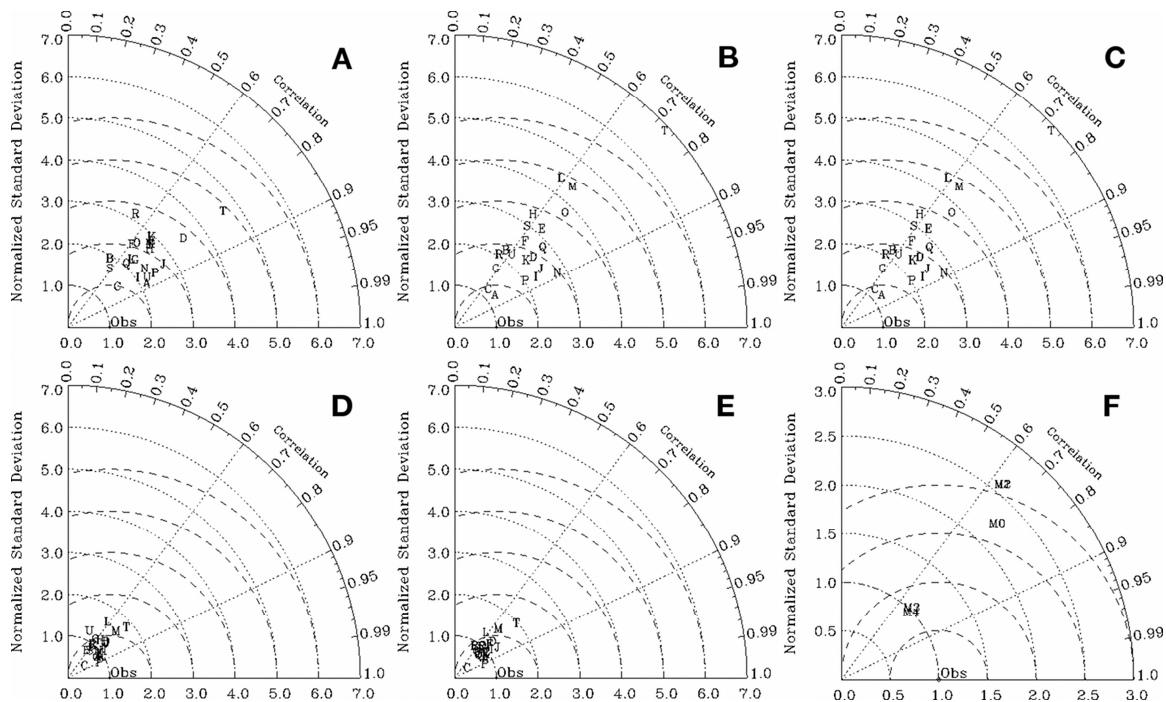 A
0.0 0.1 0.2 0.3 0.4 0.5 0.6 0.7 0.8 0.9 0.95 0.99 1.0
Correlation
Normalized Standard Deviation
7.0
6.0
5.0
4.0
3.0
2.0
1.0
R
T
D
B
S
J
N
P
A
C
Obs
0.0 1.0 2.0 3.0 4.0 5.0 6.0 7.0
B
0.0 0.1 0.2 0.3 0.4 0.5 0.6 0.7 0.8 0.9 0.95 0.99 1.0
Correlation
Normalized Standard Deviation
7.0
6.0
5.0
4.0
3.0
2.0
1.0
T
L
M
H
O
S
E
F
Q
B
R U
K D
G
J
I
N
P
C A
Obs
0.0 1.0 2.0 3.0 4.0 5.0 6.0 7.0
C
0.0 0.1 0.2 0.3 0.4 0.5 0.6 0.7 0.8 0.9 0.95 0.99 1.0
Correlation
Normalized Standard Deviation
7.0
6.0
5.0
4.0
3.0
2.0
1.0
T
L
M
H
O
S
E
F
Q
B
R U
K D
G
J
I
N
P
C A
Obs
0.0 1.0 2.0 3.0 4.0 5.0 6.0 7.0
D
0.0 0.1 0.2 0.3 0.4 0.5 0.6 0.7 0.8 0.9 0.95 0.99 1.0
Correlation
Normalized Standard Deviation
7.0
6.0
5.0
4.0
3.0
2.0
1.0
L
U
M
T
C
Obs
0.0 1.0 2.0 3.0 4.0 5.0 6.0 7.0
E
0.0 0.1 0.2 0.3 0.4 0.5 0.6 0.7 0.8 0.9 0.95 0.99 1.0
Correlation
Normalized Standard Deviation
7.0
6.0
5.0
4.0
3.0
2.0
1.0
T
L
M
J
C
Obs
0.0 1.0 2.0 3.0 4.0 5.0 6.0 7.0
F
0.0 0.1 0.2 0.3 0.4 0.5 0.6 0.7 0.8 0.9 0.95 0.99 1.0
Correlation
Normalized Standard Deviation
3.0
2.5
2.0
1.5
1.0
0.5
M0
Obs
0.0 0.5 1.0 1.5 2.0 2.5 3.0